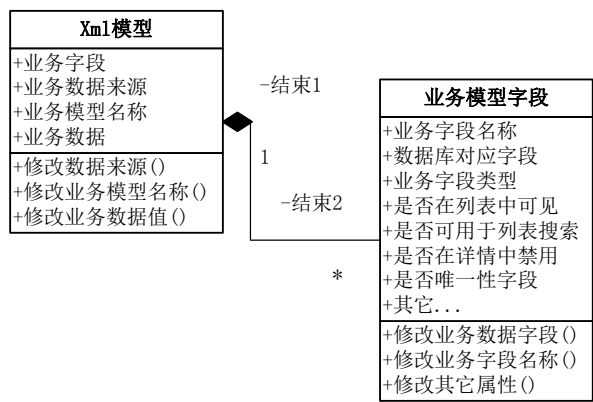 Xml模型
+业务字段
+业务数据来源
+业务模型名称
+业务数据
+修改数据来源()
+修改业务模型名称()
+修改业务数据值()
-结束1
1
-结束2
*
业务模型字段
+业务字段名称
+数据库对应字段
+业务字段类型
+是否在列表中可见
+是否可用于列表搜索
+是否在详情中禁用
+是否唯一性字段
+其它...
+修改业务数据字段()
+修改业务字段名称()
+修改其它属性()